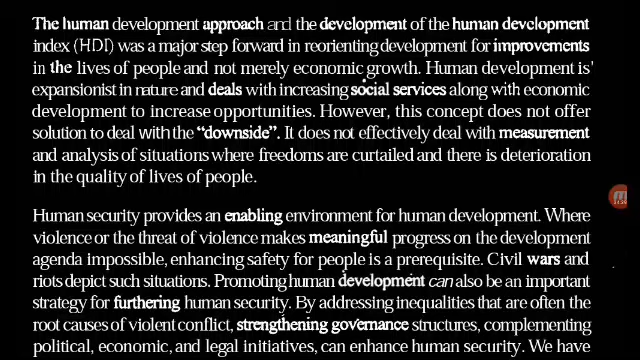 The human development approach and the development of the human development
index (HDI) was a major step forward in reorienting development for improvements
in the lives of people and not merely economic growth. Human development is'
expansionist in nature and deals with increasing social services along with economic
development to increase opportunities. However, this concept does not offer
solution to deal with the “downside”. It does not effectively deal with measurement
and analysis of situations where freedoms are curtailed and there is deterioration
in the quality of lives of people.
Human security provides an enabling environment for human development. Where
violence or the threat of violence makes meaningful progress on the development
agenda impossible, enhancing safety for people is a prerequisite. Civil wars and
riots depict such situations. Promoting human development can also be an important
strategy for furthering human security. By addressing inequalities that are often the
root causes of violent conflict, strengthening governance structures, complementing
political, economic, and legal initiatives, can enhance human security. We have